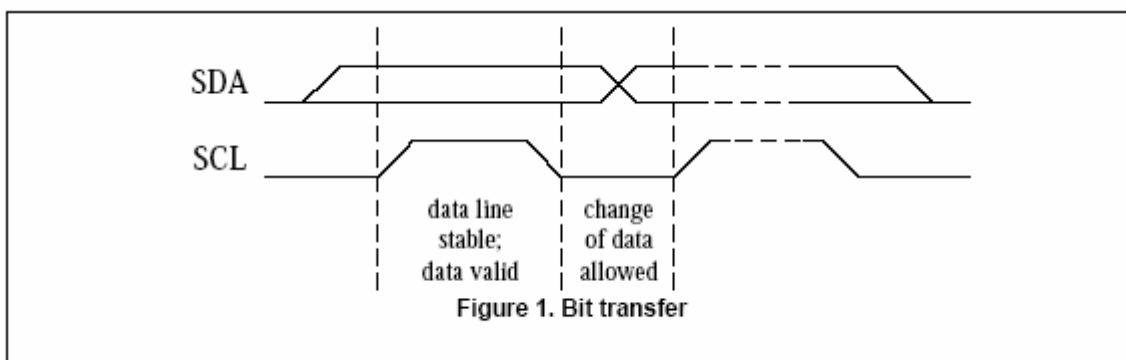 SDA
SCL
data line
stable;
data valid
change
of data
allowed
Figure 1. Bit transfer